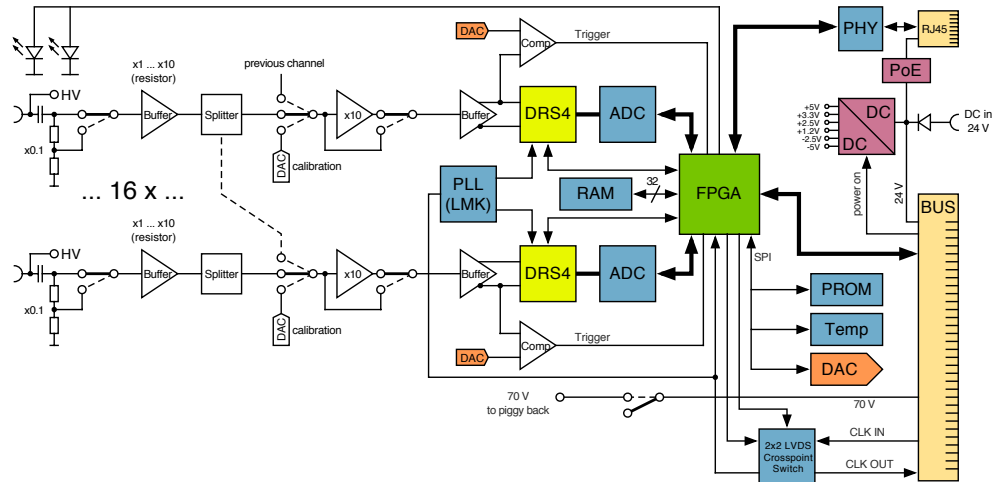 DAC
Comp
Trigger
PHY
RJ45
PoE
x1 ... x10
(resistor)
previous channel
HV
Buffer
Splitter
x10
Buffer
DRS4
ADC
+5V
+3.3V
+2.5V
+1.2V
-2.5V
-5V
DC
DC
DC in
24 V
x0.1
DAC
calibration
... 16 x ...
PLL
(LMK)
RAM
32
FPGA
power on
24 V
BUS
x1 ... x10
(resistor)
HV
Buffer
Splitter
x10
Buffer
DRS4
ADC
SPI
x0.1
DAC
calibration
PROM
Temp
DAC
DAC
Comp
Trigger
70 V
to piggy back
70 V
2x2 LVDS
Crosspoint
Switch
CLK IN
CLK OUT